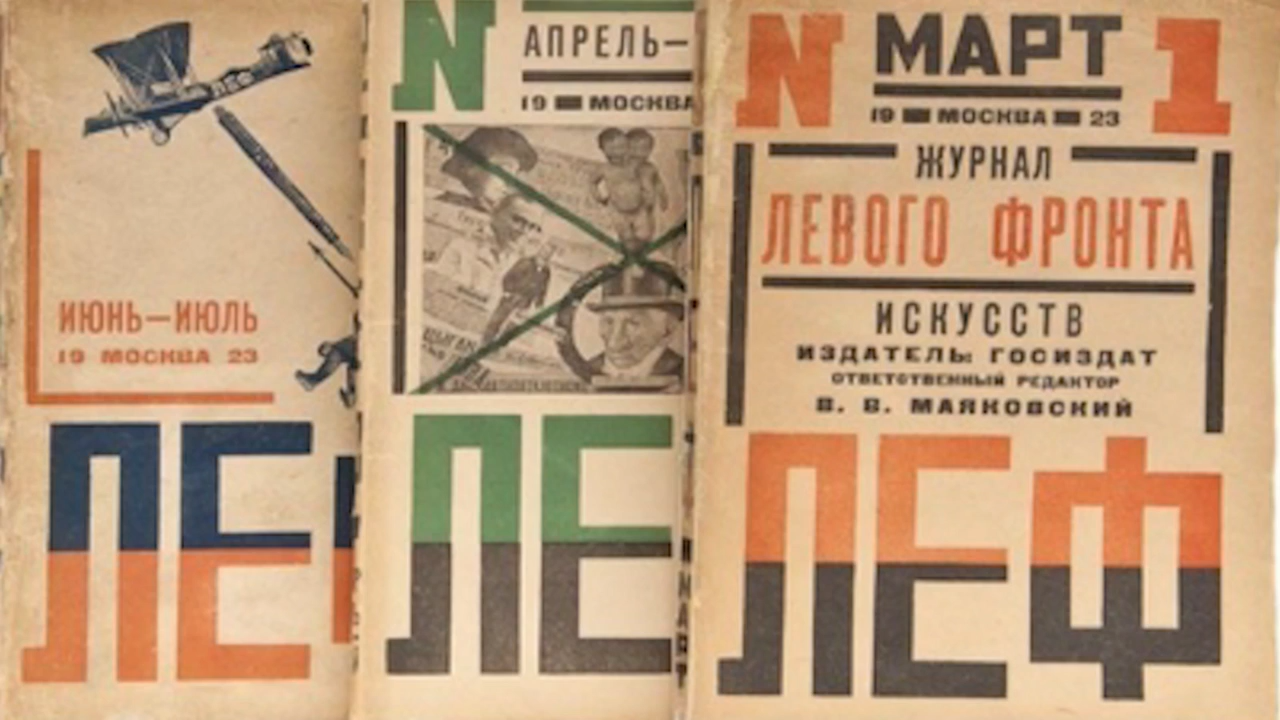 ИЮНЬ—ИЮЛЬ
19 МОСКВА 23
ЛЕ
N
АПРЕЛЬ—
19 МОСКВА
ЛЕ
N МАРТ 1
19 МОСКВА 23
ЖУРНАЛ
ЛЕВОГО ФРОНТА
ИСКУССТВ
ИЗДАТЕЛЬ: ГОСИЗДАТ
ОТВЕТСТВЕННЫЙ РЕДАКТОР
В. В. МАЯКОВСКИЙ
ЛЕФ